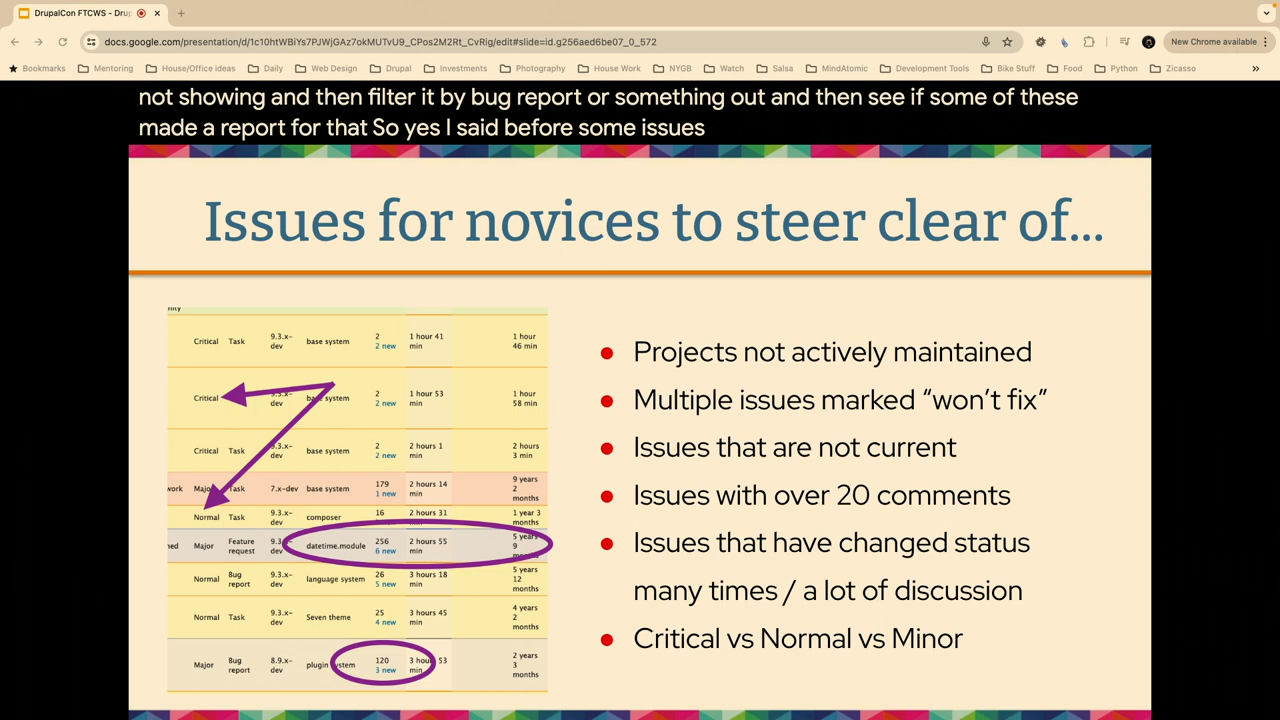 DrupalCon FTCWS - Drup
docs.google.com/presentation/d/1c10htWBiYs7PJWjGAz7okMUTvU9_CPos2M2Rt_CvRig/edit#slide=id.g256aed6be07_0_572
New Chrome available
Bookmarks Mentoring House/Office ideas Daily Web Design Drupal Investments Photography House Work NYGB Watch Salsa MindAtomic Development Tools Bike Stuff Food Python Zicasso
not showing and then filter it by bug report or something out and then see if some of these
made a report for that So yes I said before some issues
Issues for novices to steer clear of...
Critical Task 9.3.x- base system 2 1 hour 41 1 hour
dev 2 new min 46 min
Critical 9.3.x- base system 2 1 hour 53 1 hour
dev 2 new min 58 min
Critical Task 9.3.x- base system 2 2 hours 1 2 hours
dev 2 new min 3 min
work Major Task 7.x-dev base system 179 2 hours 14 9 years
1 new min 2
months
Normal Task 9.3.x- composer 16 2 hours 31 1 year 3
dev min months
ned Major Feature 9.3. datetime.module 256 2 hours 55 5 years
request dev 6 new min 9
months
Normal Bug 9.3.x- language system 26 3 hours 18 5 years
report dev 5 new min 12
months
Normal Task 9.3.x- Seven theme 25 3 hours 45 4 years
dev 4 new min 2
months
Major Bug 8.9.x- plugin system 120 3 hours 53 2 years
report dev 3 new min 3
months
● Projects not actively maintained
● Multiple issues marked “won’t fix”
● Issues that are not current
● Issues with over 20 comments
● Issues that have changed status
many times / a lot of discussion
● Critical vs Normal vs Minor